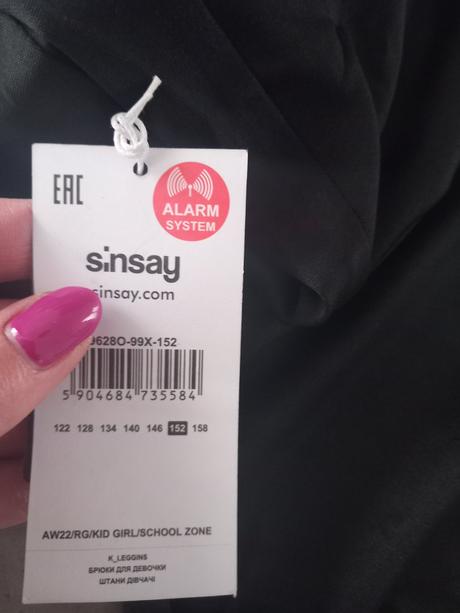 EAC
ALARM
SYSTEM
sinsay
sinsay.com
9628O-99X-152
5 904684 735584
122 128 134 140 146 152 158
AW22/RG/KID GIRL/SCHOOL ZONE
K_LEGGINS
БРЮКИ ДЛЯ ДЕВОЧКИ
ШТАНИ ДІВЧАЧІ